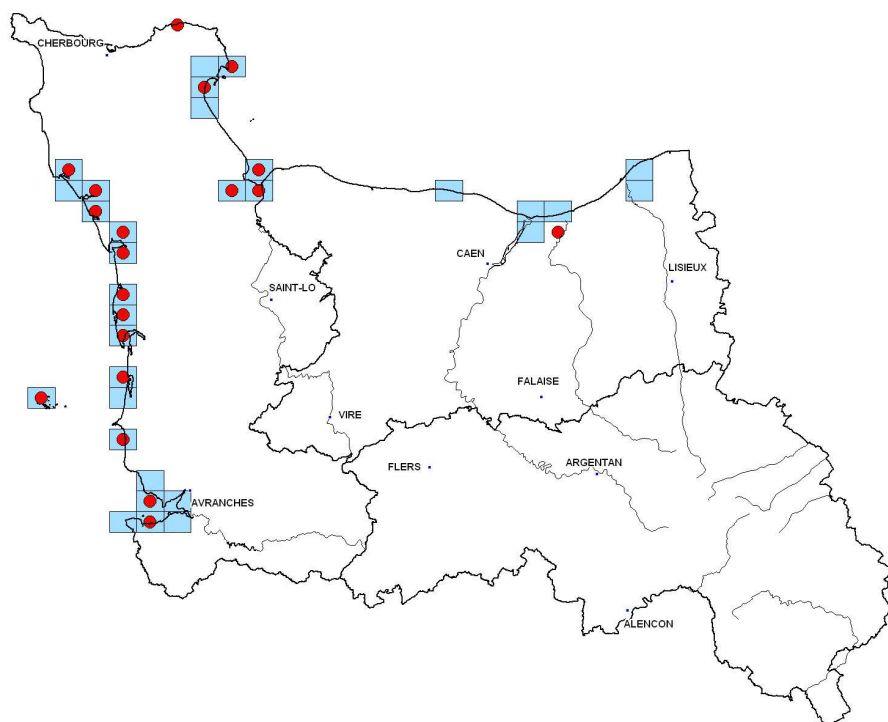 CHERBOURG
CAEN
LISIEUX
SAINT-LO
FALAISE
VIRE
FLERS
ARGENTAN
AVRANCHES
ALENCON